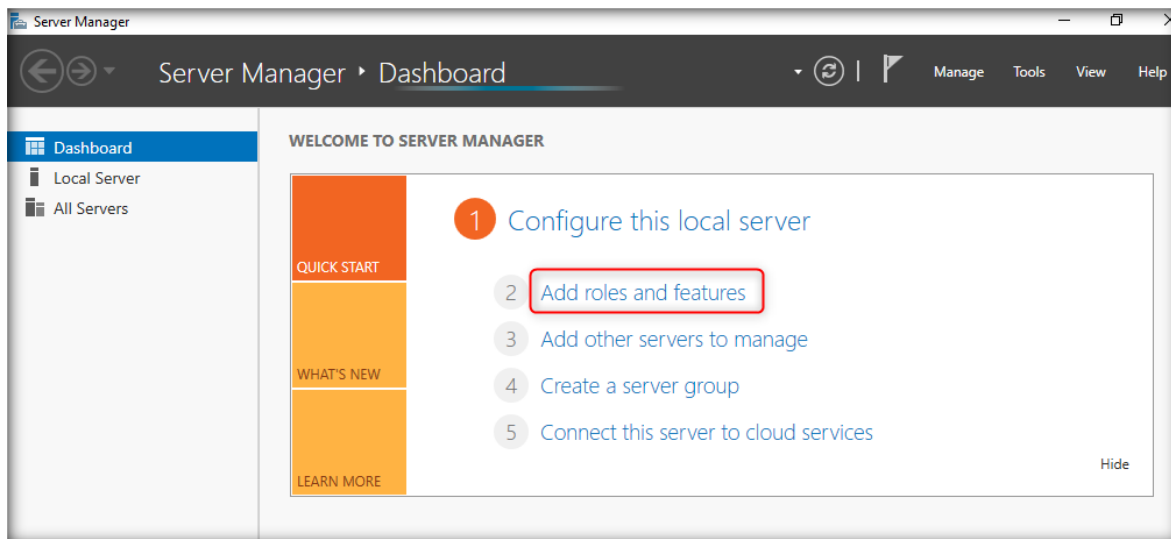 Server Manager
Server Manager ‣ Dashboard
Manage Tools View Help
Dashboard
Local Server
All Servers
WELCOME TO SERVER MANAGER
QUICK START
WHAT'S NEW
LEARN MORE
1 Configure this local server
2 Add roles and features
3 Add other servers to manage
4 Create a server group
5 Connect this server to cloud services
Hide